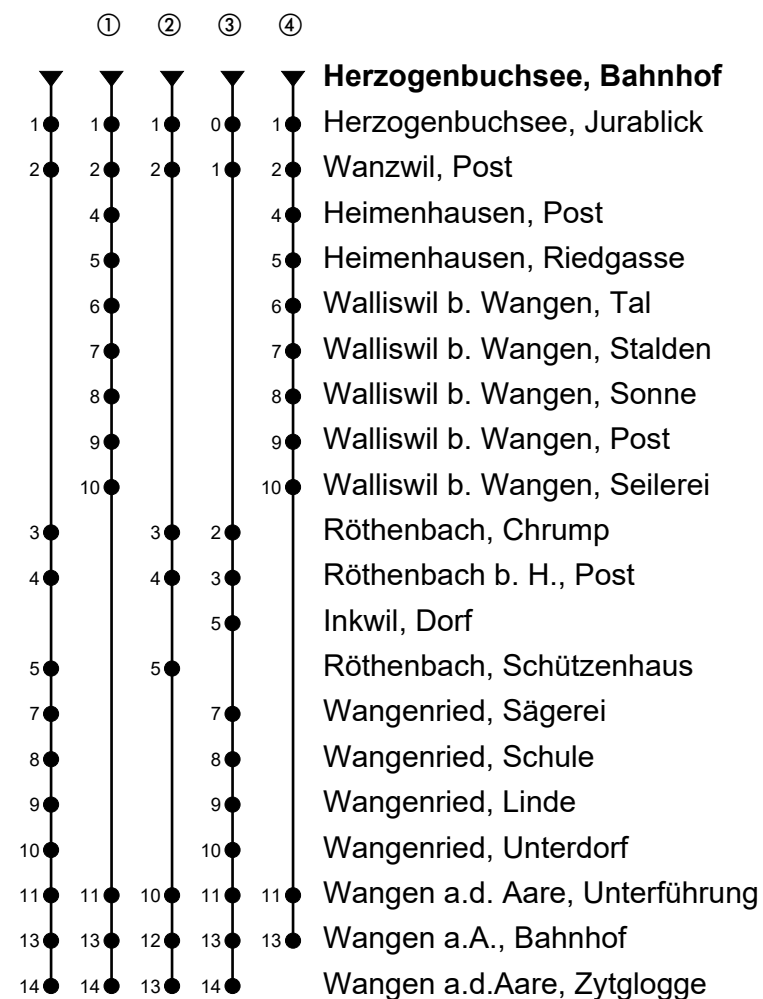 ① ② ③ ④
Herzogenbuchsee, Bahnhof
1 1 1 0 1 Herzogenbuchsee, Jurablick
2 2 2 1 2 Wanzwil, Post
4 4 Heimenhausen, Post
5 5 Heimenhausen, Riedgasse
6 6 Walliswil b. Wangen, Tal
7 7 Walliswil b. Wangen, Stalden
8 8 Walliswil b. Wangen, Sonne
9 9 Walliswil b. Wangen, Post
10 10 Walliswil b. Wangen, Seilerei
3 3 2 Röthenbach, Chrump
4 4 3 Röthenbach b. H., Post
5 Inkwil, Dorf
5 5 Röthenbach, Schützenhaus
7 7 Wangenried, Sägerei
8 8 Wangenried, Schule
9 9 Wangenried, Linde
10 10 Wangenried, Unterdorf
11 11 10 11 11 Wangen a.d. Aare, Unterführung
13 13 12 13 13 Wangen a.A., Bahnhof
14 14 13 14 Wangen a.d.Aare, Zytglogge